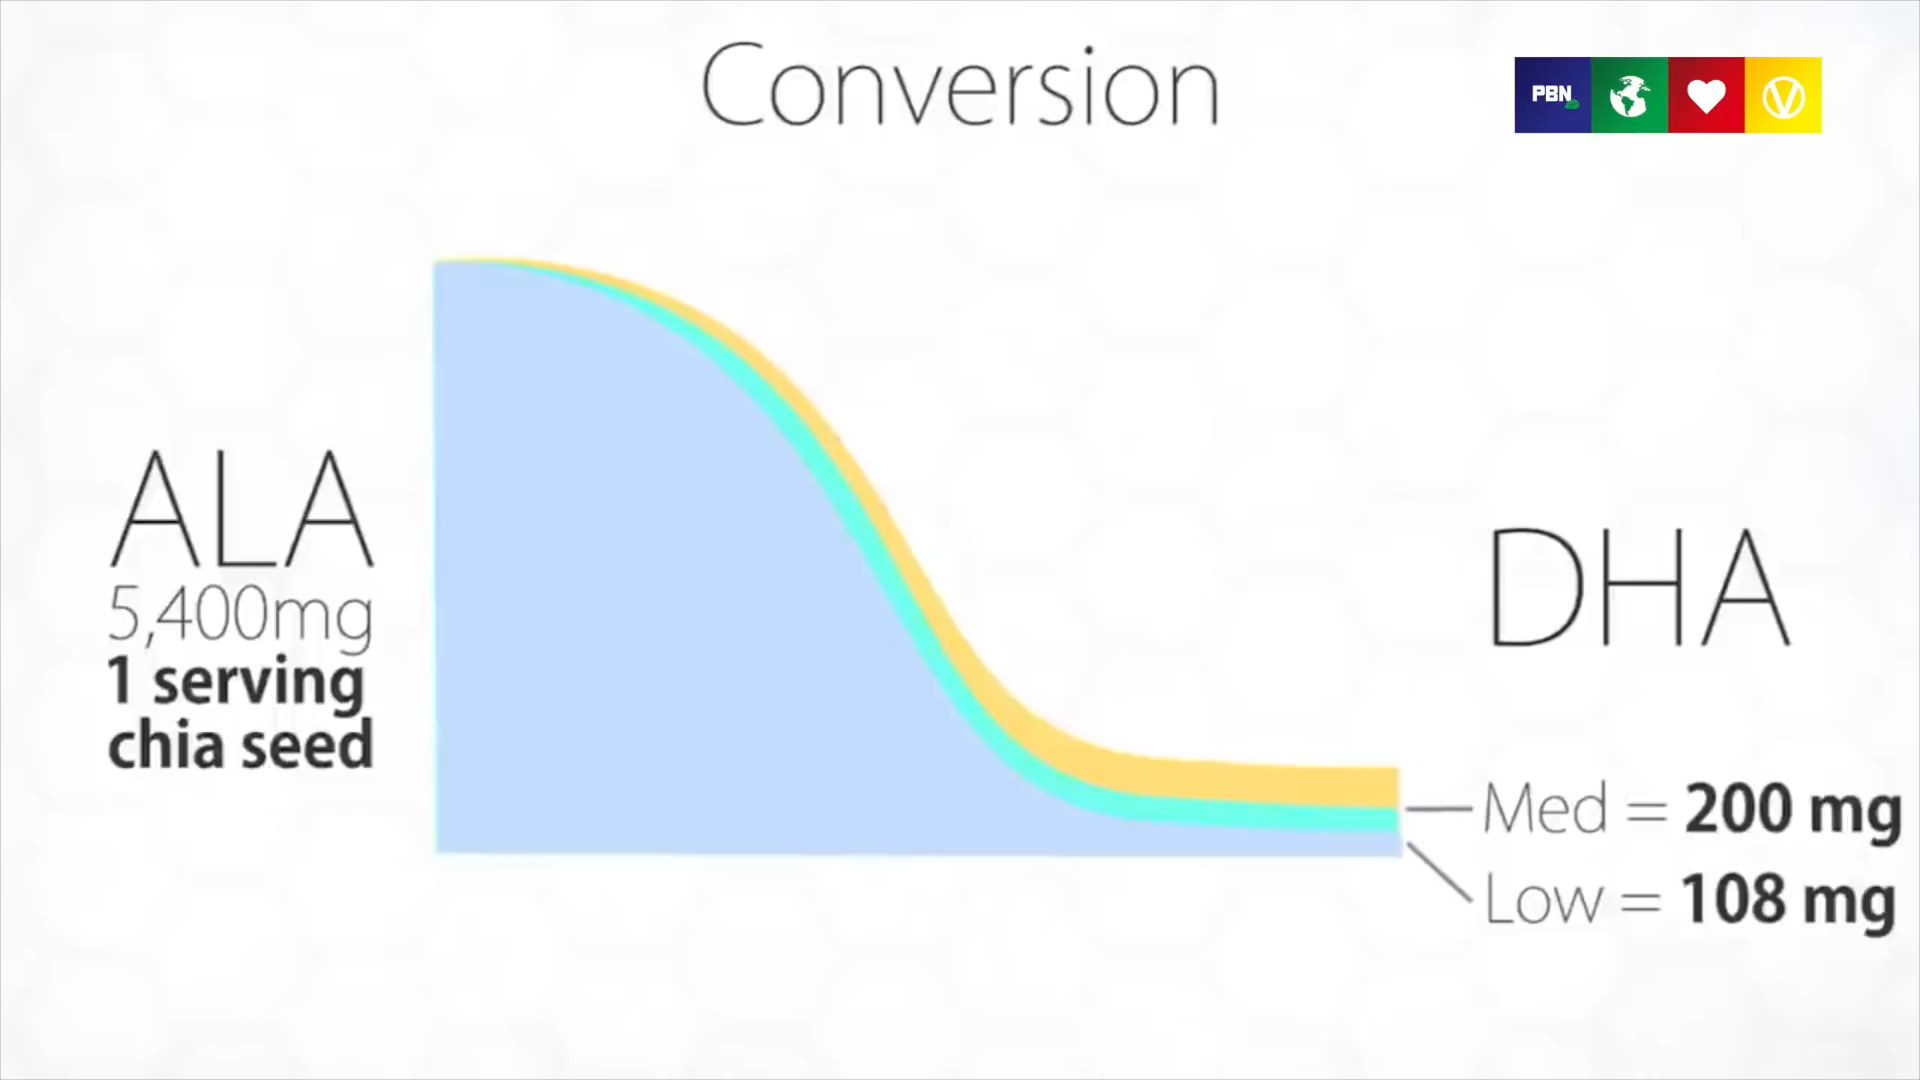 Conversion
PBN
ALA
5,400mg
1 serving
chia seed
DHA
Med = 200 mg
Low = 108 mg